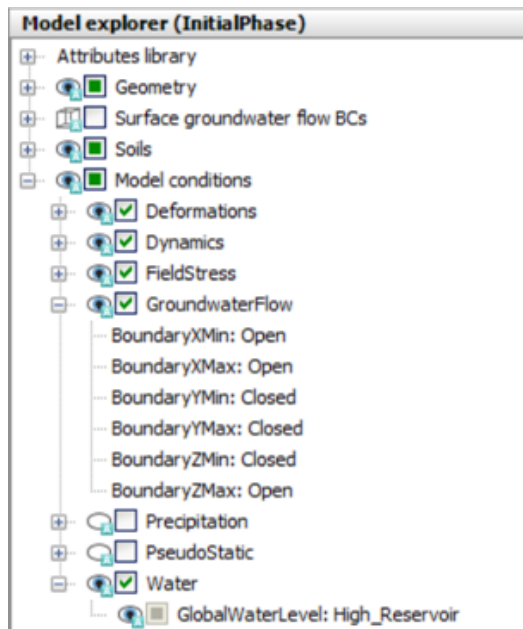 Model explorer (InitialPhase)
Attributes library
Geometry
Surface groundwater flow BCs
Soils
Model conditions
Deformations
Dynamics
FieldStress
GroundwaterFlow
BoundaryXMin: Open
BoundaryXMax: Open
BoundaryYMin: Closed
BoundaryYMax: Closed
BoundaryZMin: Closed
BoundaryZMax: Open
Precipitation
PseudoStatic
Water
GlobalWaterLevel: High_Reservoir